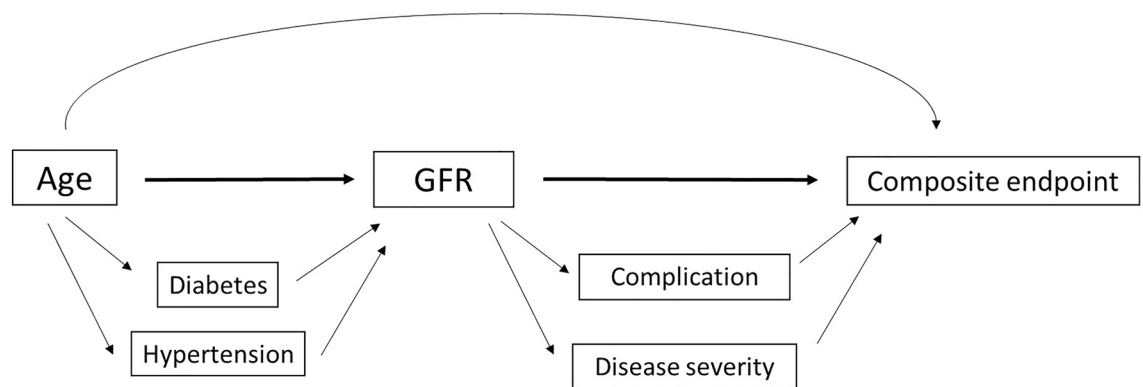 Age
GFR
Composite endpoint
Diabetes
Complication
Hypertension
Disease severity